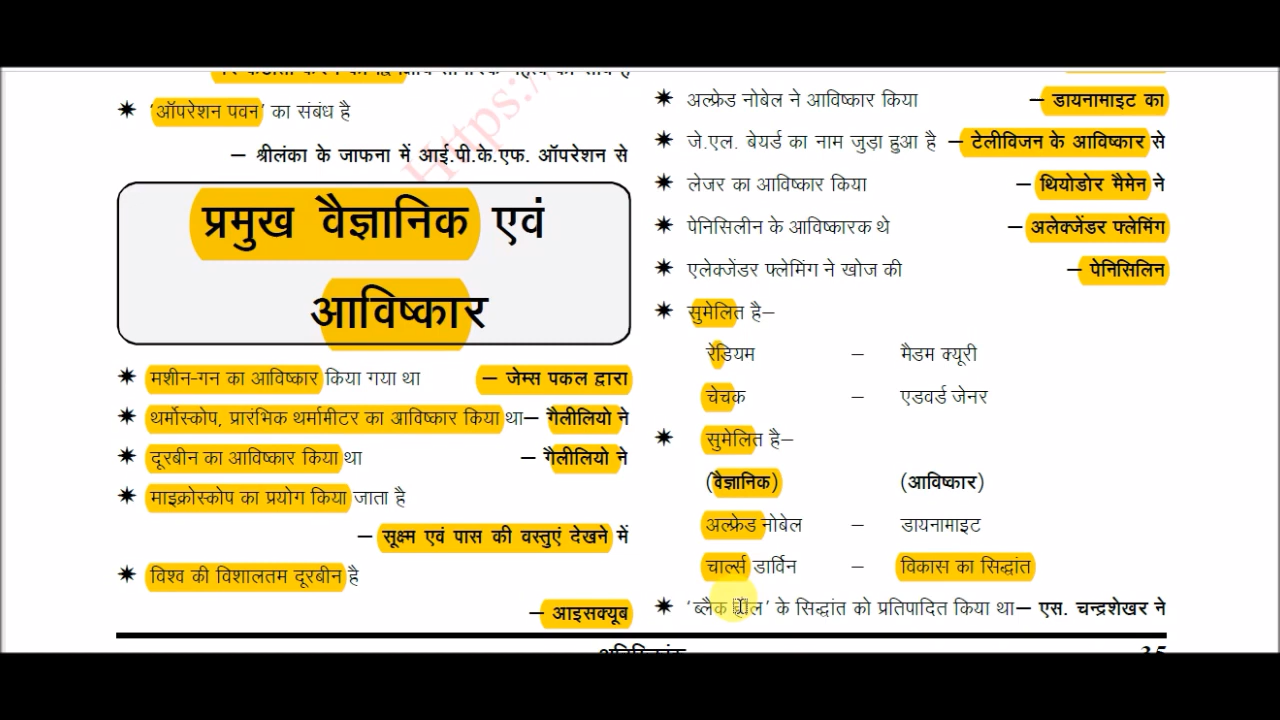 ✷ 'ऑपरेशन पवन' का संबंध है
– श्रीलंका के जाफना में आई.पी.के.एफ. ऑपरेशन से
प्रमुख वैज्ञानिक एवं
आविष्कार
✷ मशीन-गन का आविष्कार किया गया था – जेम्स पकल द्वारा
✷ थर्मोस्कोप, प्रारंभिक थर्मामीटर का आविष्कार किया था– गैलीलियो ने
✷ दूरबीन का आविष्कार किया था – गैलीलियो ने
✷ माइक्रोस्कोप का प्रयोग किया जाता है
– सूक्ष्म एवं पास की वस्तुएं देखने में
✷ विश्व की विशालतम दूरबीन है
– आइसक्यूब
✷ अल्फ्रेड नोबेल ने आविष्कार किया – डायनामाइट का
✷ जे.एल. बेयर्ड का नाम जुड़ा हुआ है – टेलीविजन के आविष्कार से
✷ लेजर का आविष्कार किया – थियोडोर मैमेन ने
✷ पेनिसिलीन के आविष्कारक थे – अलेक्जेंडर फ्लेमिंग
✷ एलेक्जेंडर फ्लेमिंग ने खोज की – पेनिसिलिन
✷ सुमेलित है–
रेडियम – मैडम क्यूरी
चेचक – एडवर्ड जेनर
✷ सुमेलित है–
(वैज्ञानिक) (आविष्कार)
अल्फ्रेड नोबेल – डायनामाइट
चार्ल्स डार्विन – विकास का सिद्धांत
✷ 'ब्लैक होल' के सिद्धांत को प्रतिपादित किया था– एस. चन्द्रशेखर ने
35
Https:/